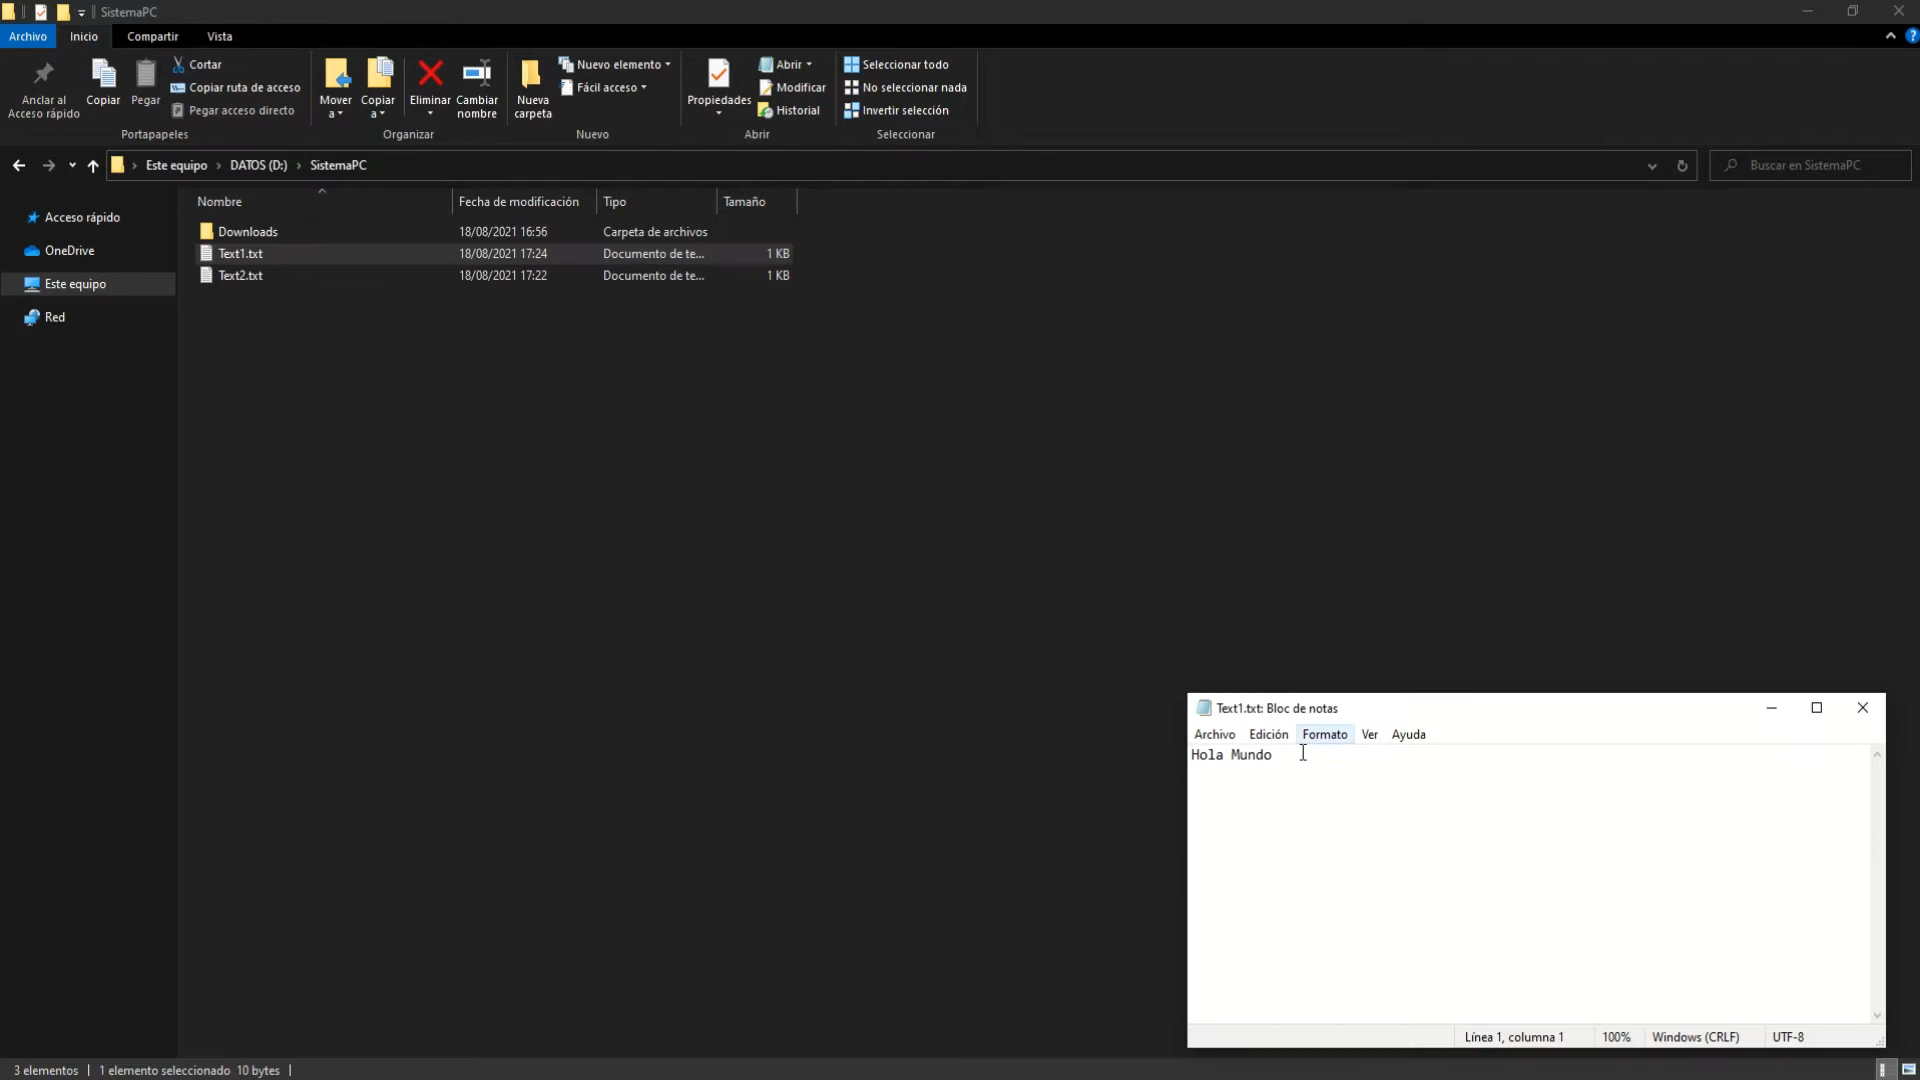 SistemaPC
Archivo Inicio Compartir Vista
Anclar al Acceso rápido
Copiar
Pegar
Cortar
Copiar ruta de acceso
Pegar acceso directo
Portapapeles
Mover a
Copiar a
Eliminar
Cambiar nombre
Organizar
Nueva carpeta
Nuevo elemento
Fácil acceso
Nuevo
Propiedades
Abrir
Modificar
Historial
Abrir
Seleccionar todo
No seleccionar nada
Invertir selección
Seleccionar
Este equipo › DATOS (D:) › SistemaPC
Buscar en SistemaPC
Acceso rápido
OneDrive
Este equipo
Red
Nombre Fecha de modificación Tipo Tamaño
Downloads 18/08/2021 16:56 Carpeta de archivos
Text1.txt 18/08/2021 17:24 Documento de te... 1 KB
Text2.txt 18/08/2021 17:22 Documento de te... 1 KB
Text1.txt: Bloc de notas
Archivo Edición Formato Ver Ayuda
Hola Mundo
Línea 1, columna 1 100% Windows (CRLF) UTF-8
3 elementos 1 elemento seleccionado 10 bytes